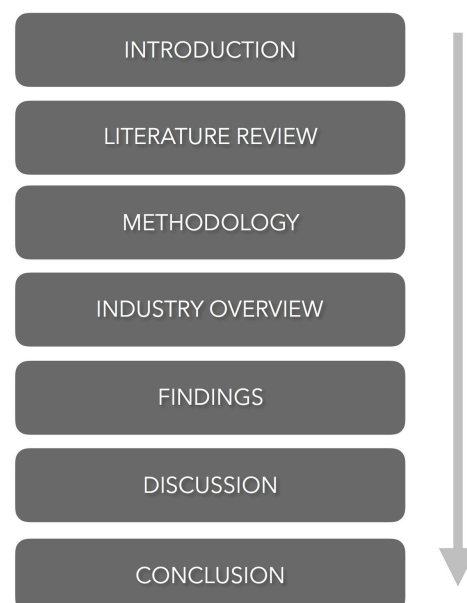 INTRODUCTION
LITERATURE REVIEW
METHODOLOGY
INDUSTRY OVERVIEW
FINDINGS
DISCUSSION
CONCLUSION